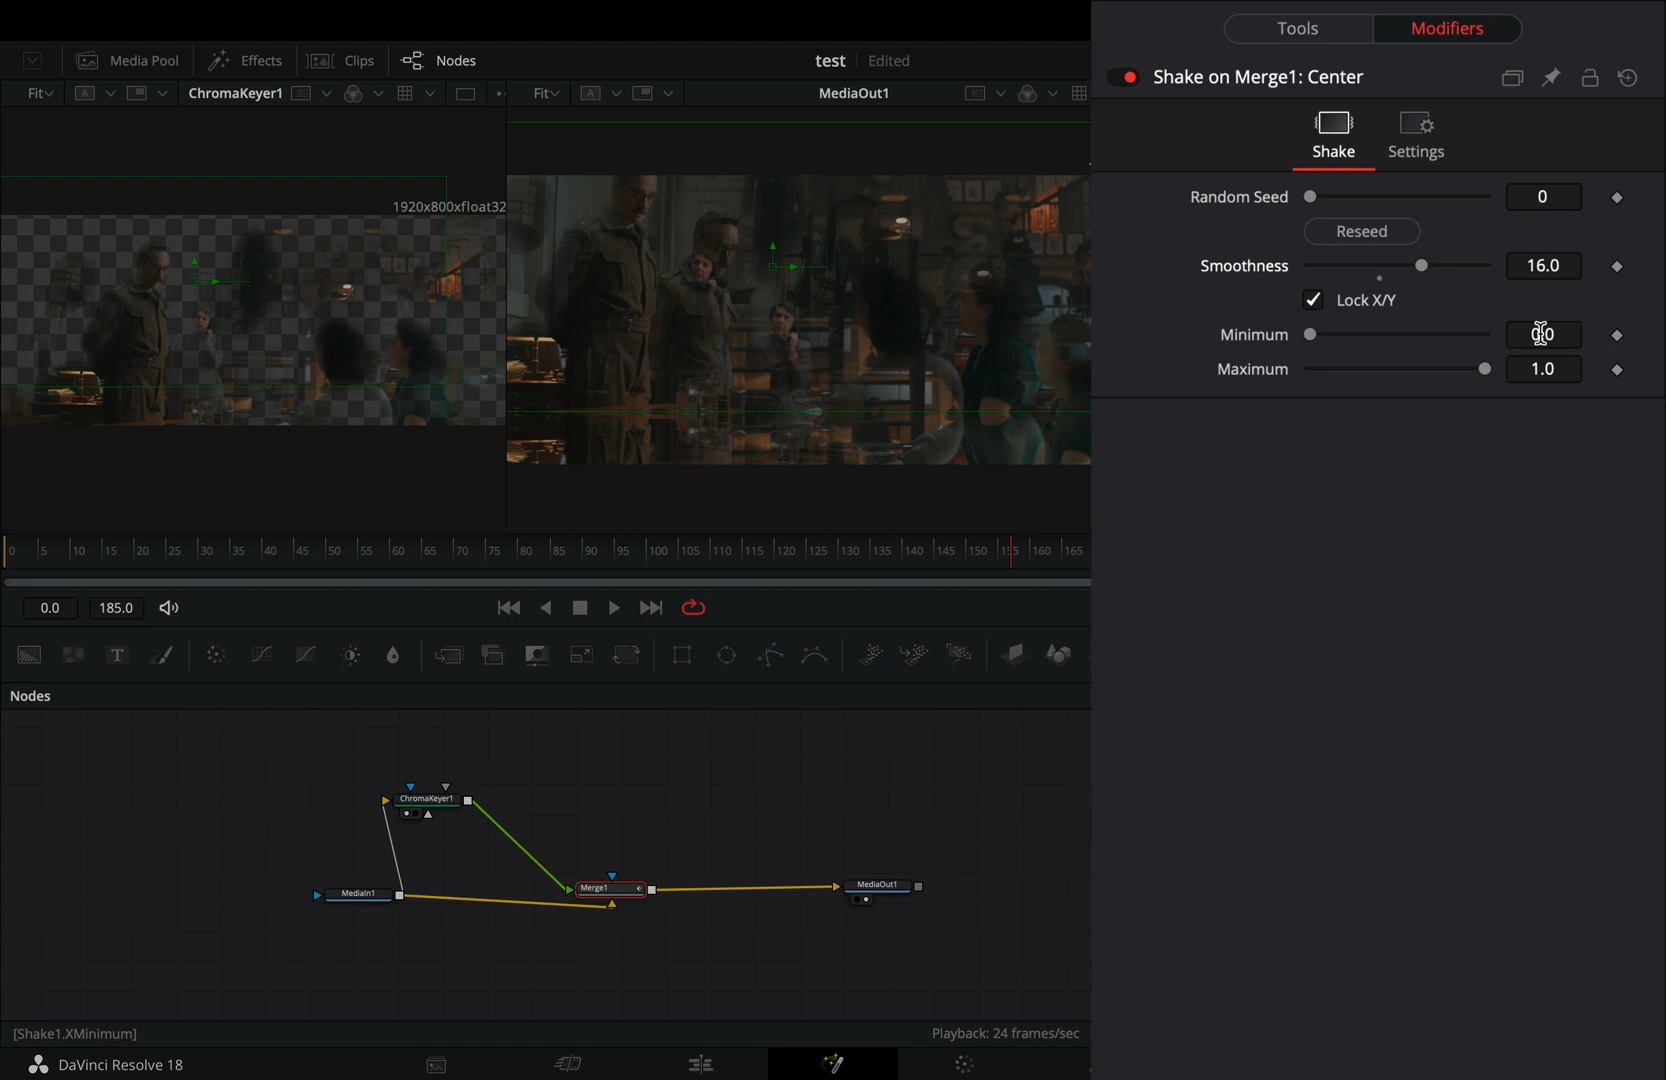 Tools
Modifiers
Media Pool
Effects
Clips
Nodes
test
Edited
Shake on Merge1: Center
Fit
A
ChromaKeyer1
Fit
A
MediaOut1
Shake
Settings
1920x800xfloat32
Random Seed
0
Reseed
Smoothness
16.0
Lock X/Y
Minimum
0.0
Maximum
1.0
0 5 10 15 20 25 30 35 40 45 50 55 60 65 70 75 80 85 90 95 100 105 110 115 120 125 130 135 140 145 150 155 160 165
0.0
185.0
T
Nodes
ChromaKeyer1
MediaIn1
Merge1
MediaOut1
[Shake1.XMinimum]
Playback: 24 frames/sec
DaVinci Resolve 18